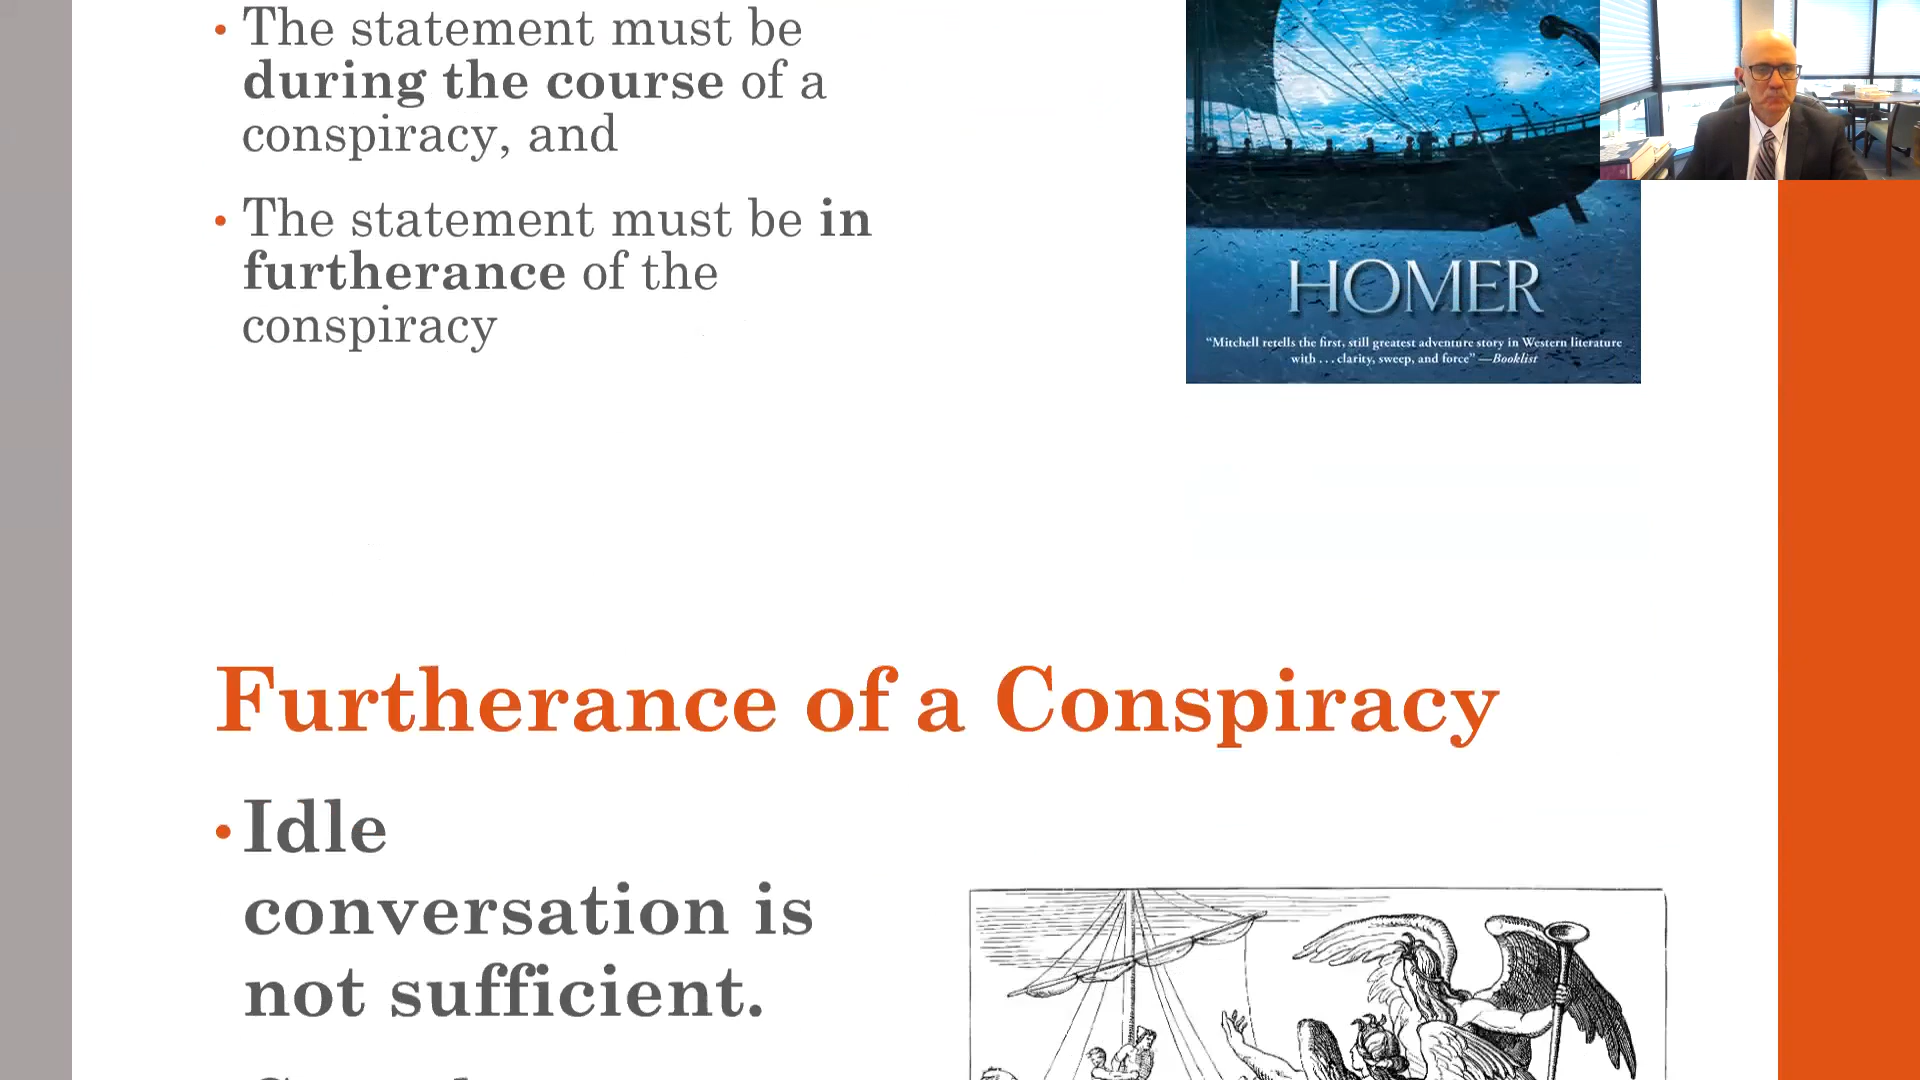 • The statement must be
during the course of a
conspiracy, and
• The statement must be in
furtherance of the
conspiracy
HOMER
“Mitchell retells the first, still greatest adventure story in Western literature
with . . . clarity, sweep, and force” —Booklist
Furtherance of a Conspiracy
• Idle
conversation is
not sufficient.